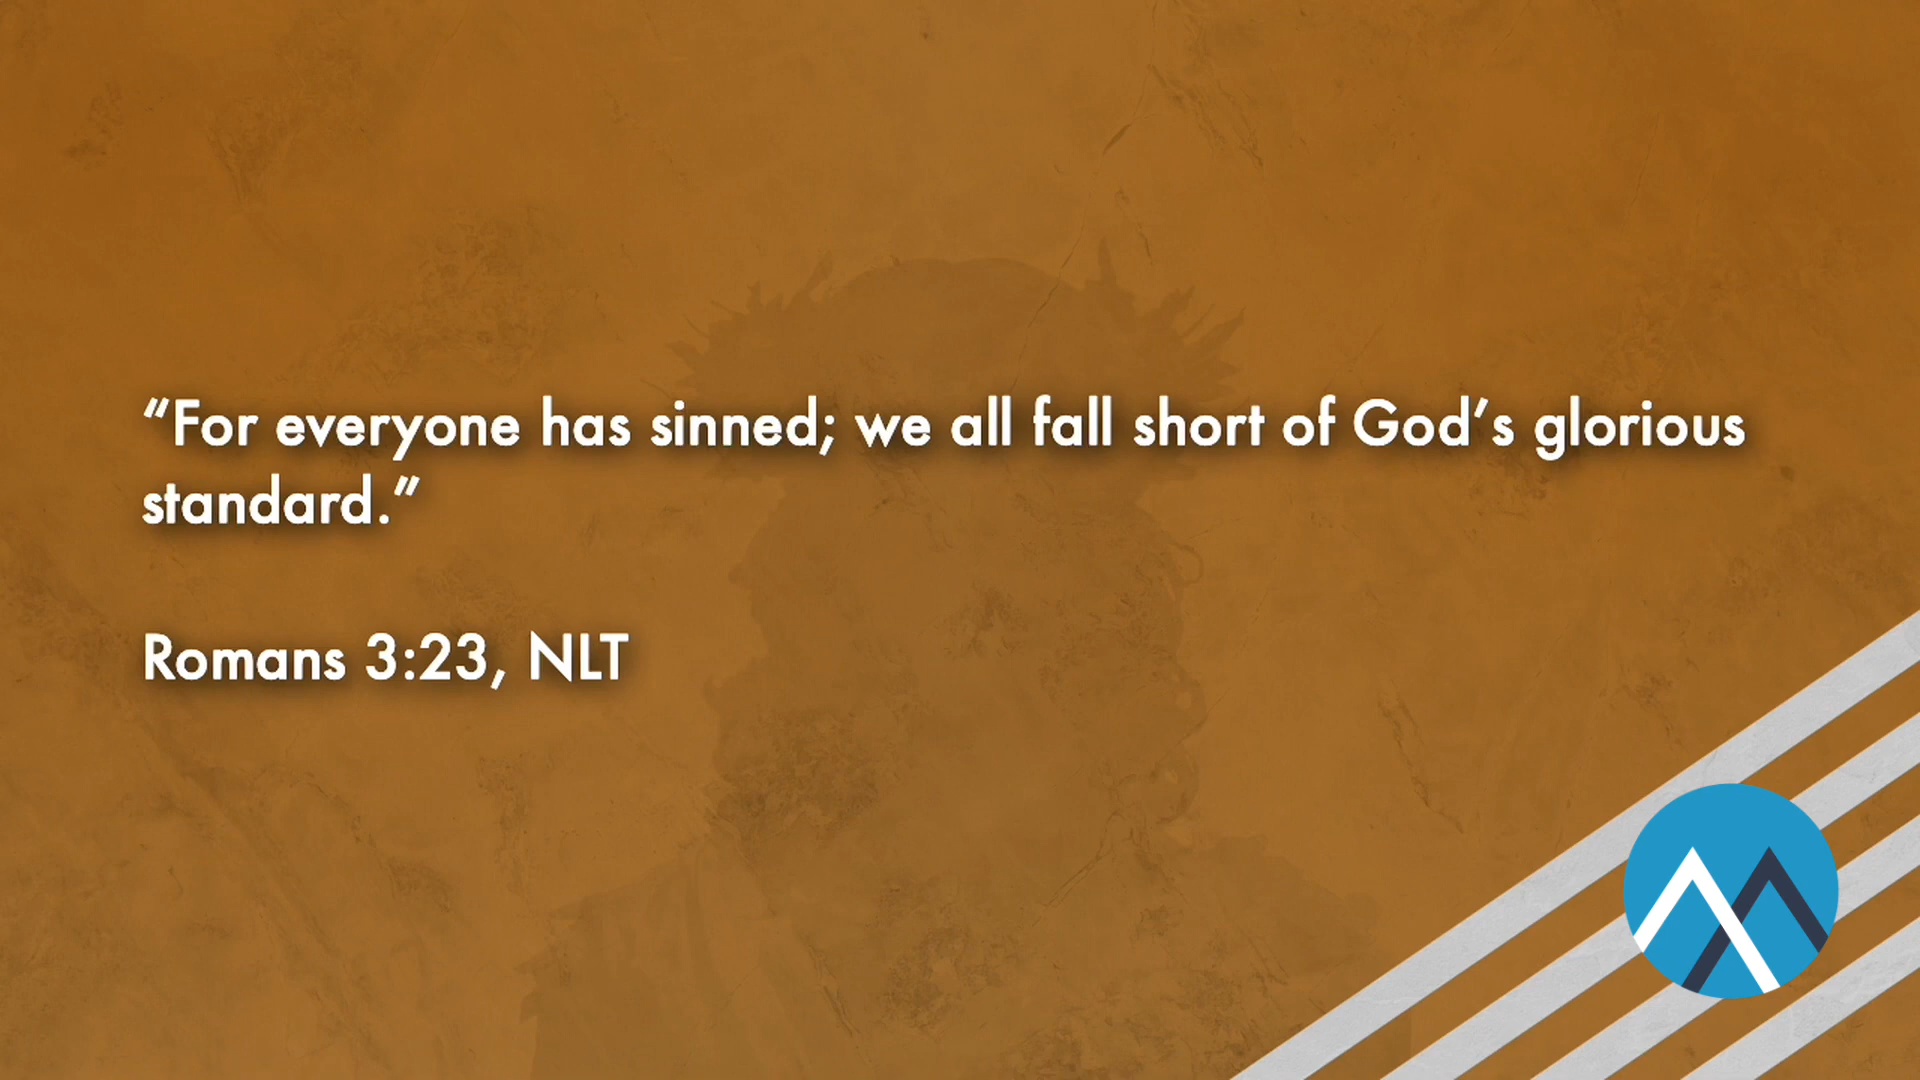 “For everyone has sinned; we all fall short of God’s glorious
standard.”
Romans 3:23, NLT